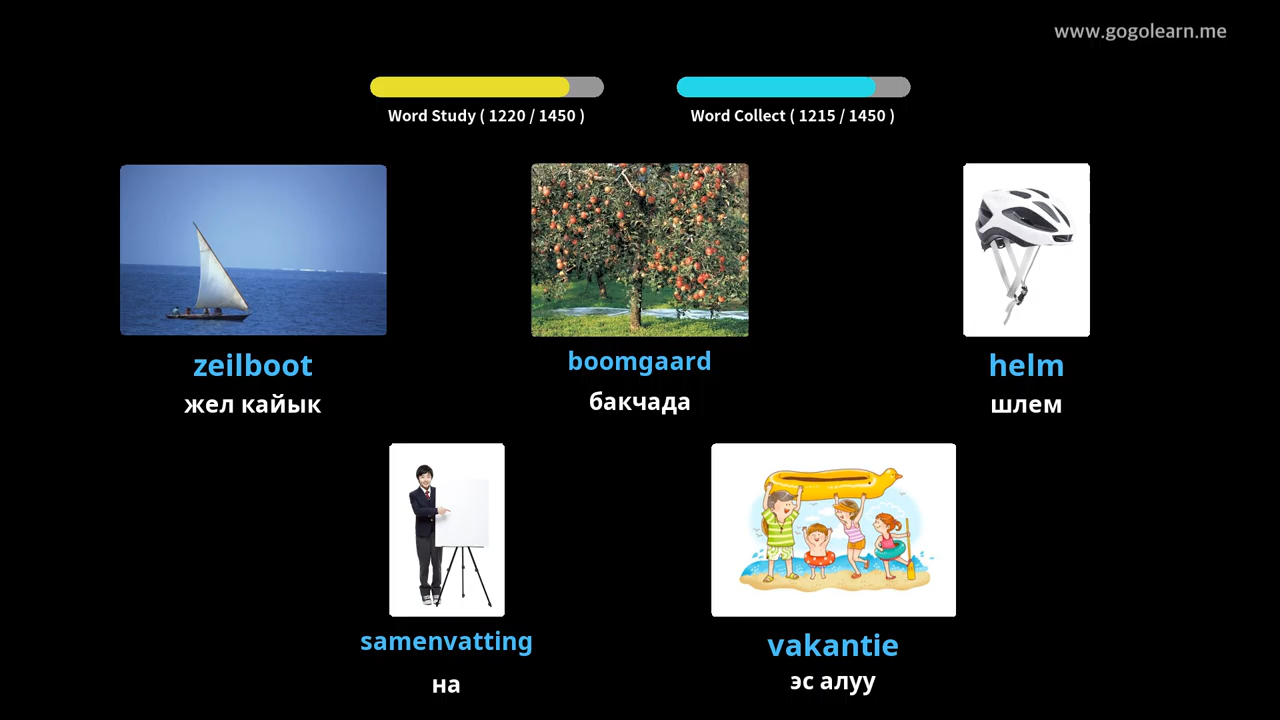 www.gogolearn.me
Word Study ( 1220 / 1450 )
Word Collect ( 1215 / 1450 )
zeilboot
жел кайык
boomgaard
бакчада
helm
шлем
samenvatting
на
vakantie
эс алуу